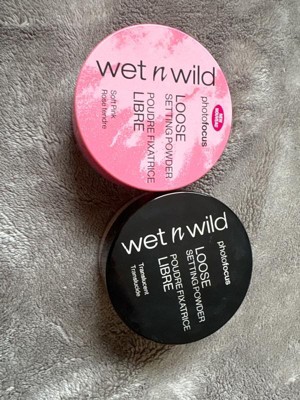 photofocus
wet n wild
LOOSE
SETTING POWDER
POUDRE FIXATRICE
LIBRE
Soft Pink
Rose tendre
photofocus
wet n wild
LOOSE
SETTING POWDER
POUDRE FIXATRICE
LIBRE
Translucent
Translucide